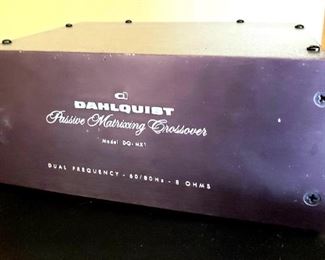 DAHLQUIST
Passive Matrixing Crossover
Model DQ-MX1
DUAL FREQUENCY - 60/80Hz - 8 OHMS